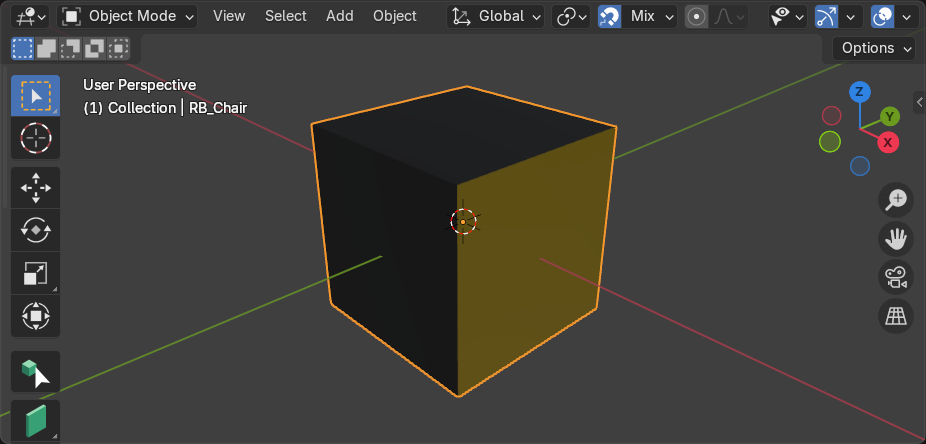 Object Mode View Select Add Object Global Mix
Options
User Perspective
(1) Collection | RB_Chair
Z
Y
X